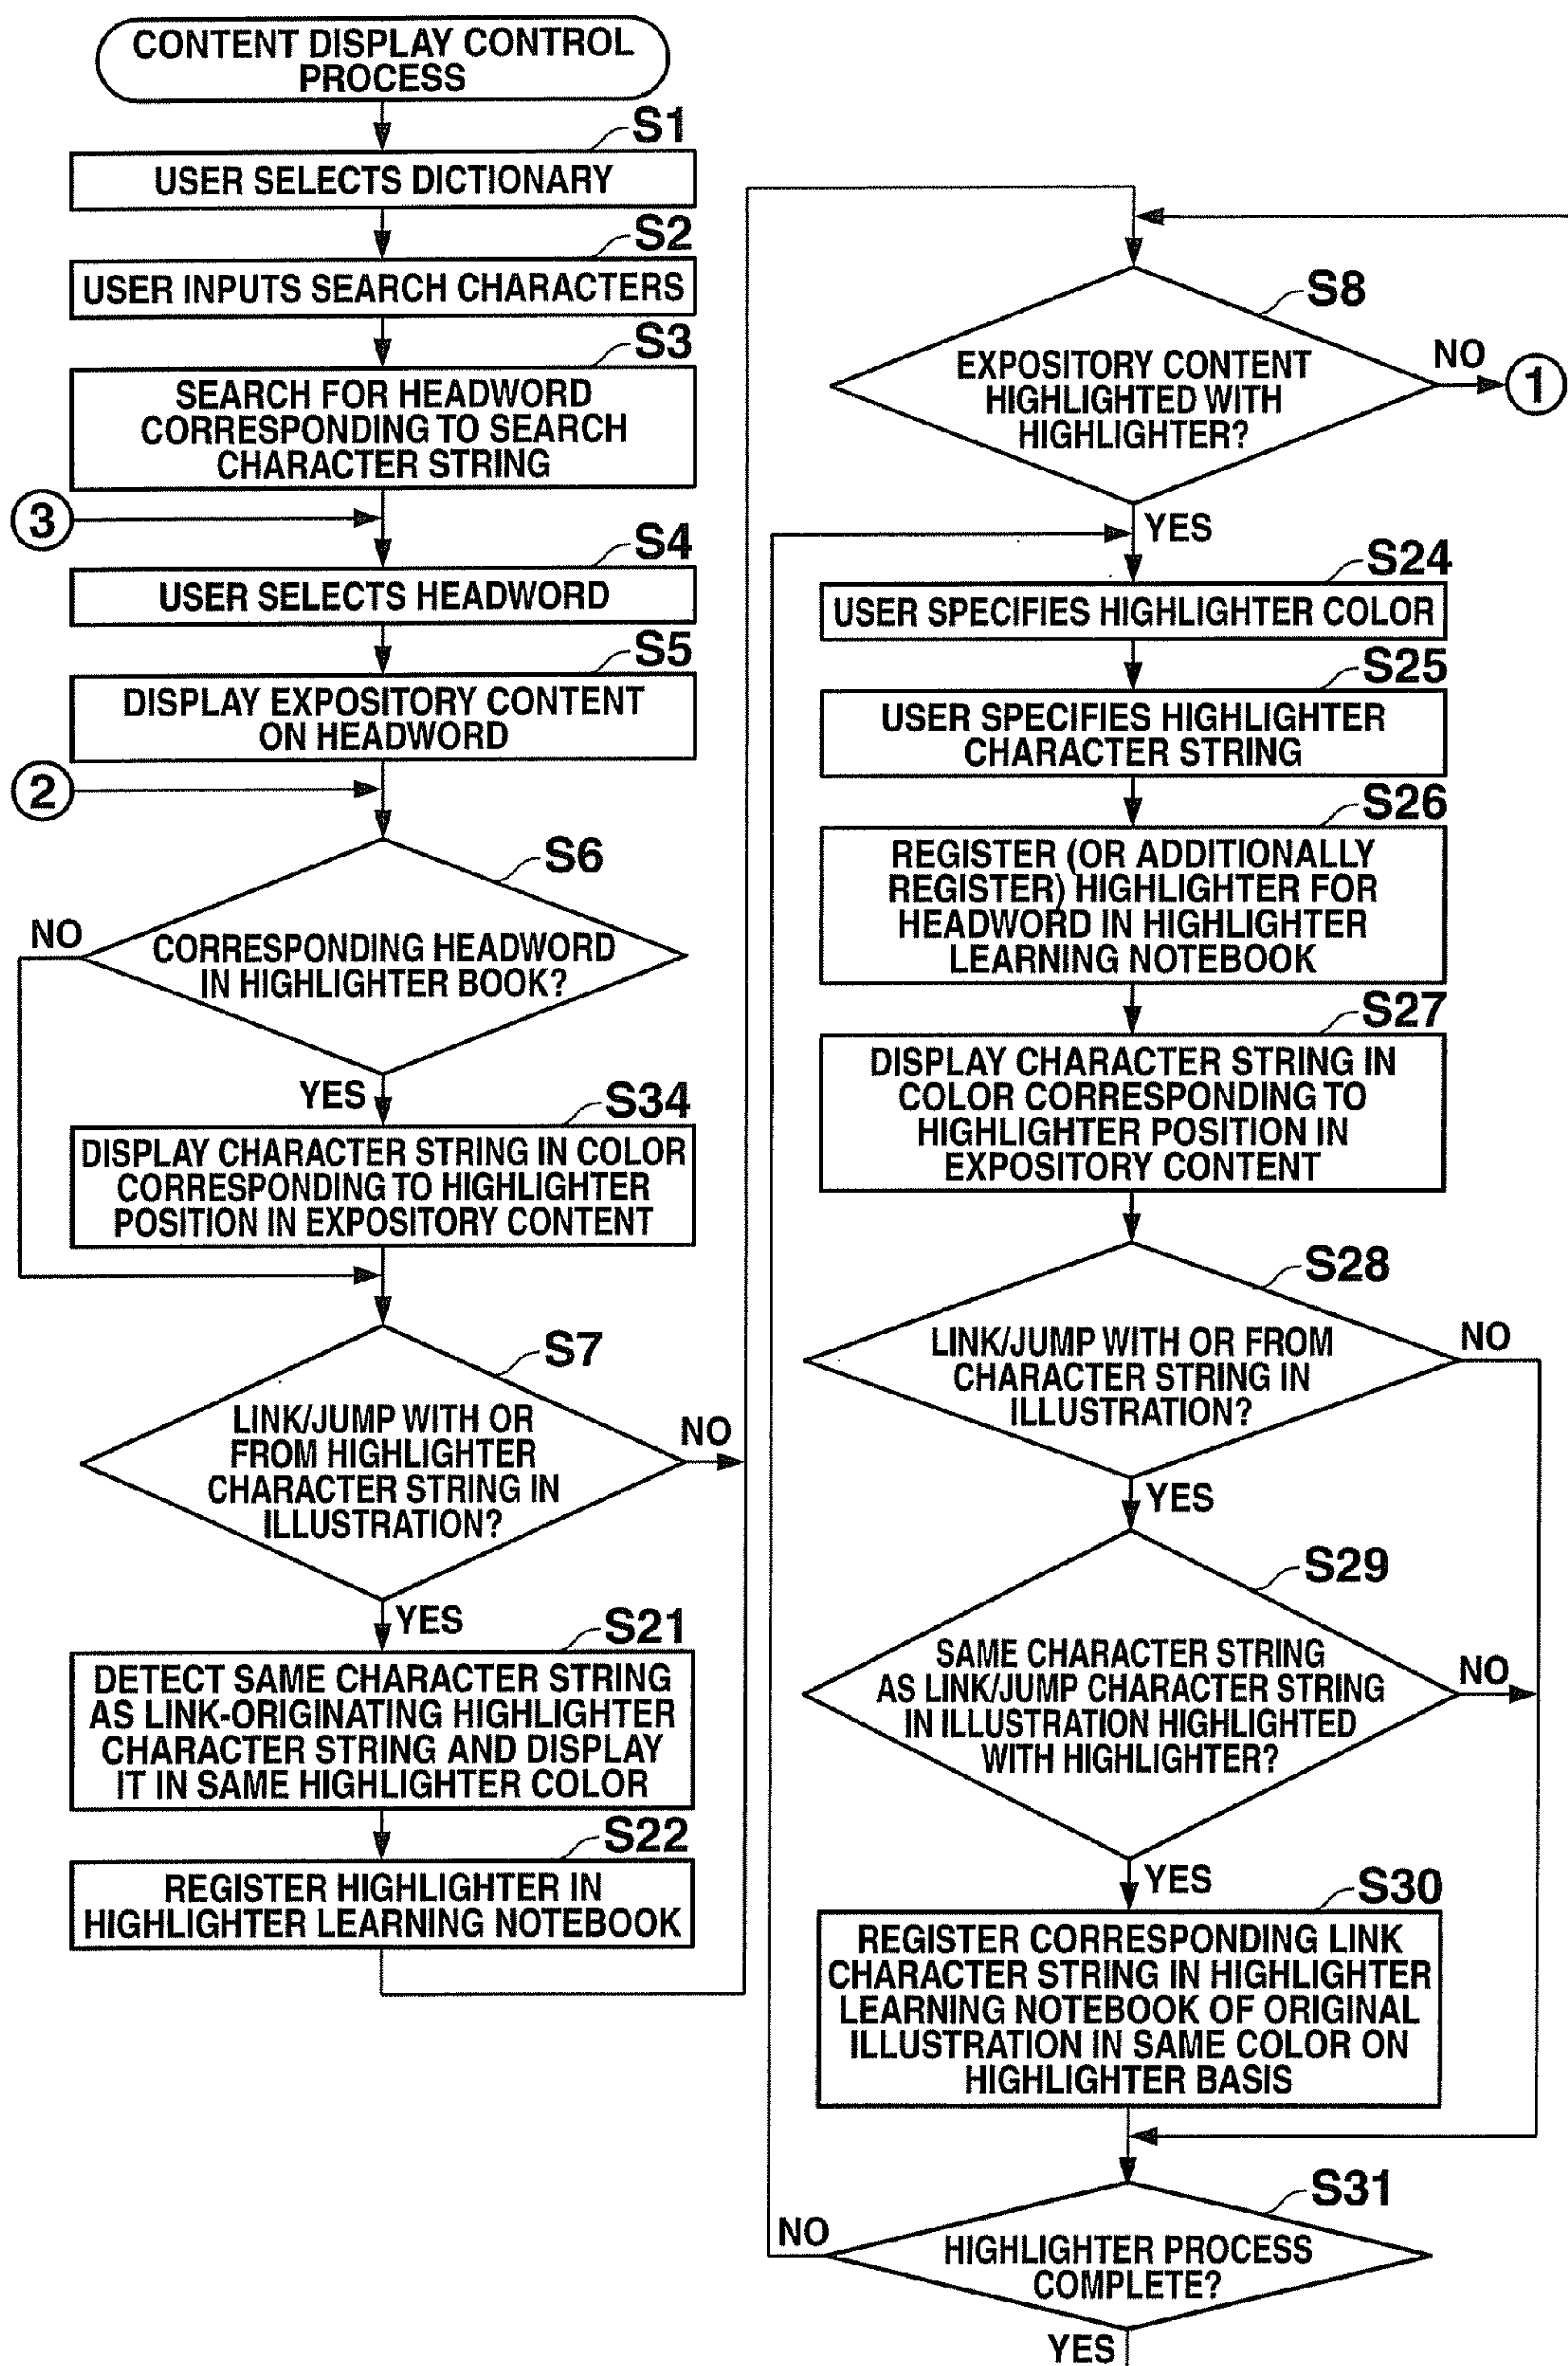 CONTENT DISPLAY CONTROL
PROCESS
S1
USER SELECTS DICTIONARY
S2
USER INPUTS SEARCH CHARACTERS
S3
SEARCH FOR HEADWORD
CORRESPONDING TO SEARCH
CHARACTER STRING
3
S4
USER SELECTS HEADWORD
S5
DISPLAY EXPOSITORY CONTENT
ON HEADWORD
2
S6
NO
CORRESPONDING HEADWORD
IN HIGHLIGHTER BOOK?
YES
S34
DISPLAY CHARACTER STRING IN COLOR
CORRESPONDING TO HIGHLIGHTER
POSITION IN EXPOSITORY CONTENT
S7
LINK/JUMP WITH OR
FROM HIGHLIGHTER
CHARACTER STRING IN
ILLUSTRATION?
NO
YES
S21
DETECT SAME CHARACTER STRING
AS LINK-ORIGINATING HIGHLIGHTER
CHARACTER STRING AND DISPLAY
IT IN SAME HIGHLIGHTER COLOR
S22
REGISTER HIGHLIGHTER IN
HIGHLIGHTER LEARNING NOTEBOOK
S8
EXPOSITORY CONTENT
HIGHLIGHTED WITH
HIGHLIGHTER?
NO
1
YES
S24
USER SPECIFIES HIGHLIGHTER COLOR
S25
USER SPECIFIES HIGHLIGHTER
CHARACTER STRING
S26
REGISTER (OR ADDITIONALLY
REGISTER) HIGHLIGHTER FOR
HEADWORD IN HIGHLIGHTER
LEARNING NOTEBOOK
S27
DISPLAY CHARACTER STRING IN
COLOR CORRESPONDING TO
HIGHLIGHTER POSITION IN
EXPOSITORY CONTENT
S28
LINK/JUMP WITH OR FROM
CHARACTER STRING IN
ILLUSTRATION?
NO
YES
S29
SAME CHARACTER STRING
AS LINK/JUMP CHARACTER STRING
IN ILLUSTRATION HIGHLIGHTED
WITH HIGHLIGHTER?
NO
YES
S30
REGISTER CORRESPONDING LINK
CHARACTER STRING IN HIGHLIGHTER
LEARNING NOTEBOOK OF ORIGINAL
ILLUSTRATION IN SAME COLOR ON
HIGHLIGHTER BASIS
S31
NO
HIGHLIGHTER PROCESS
COMPLETE?
YES